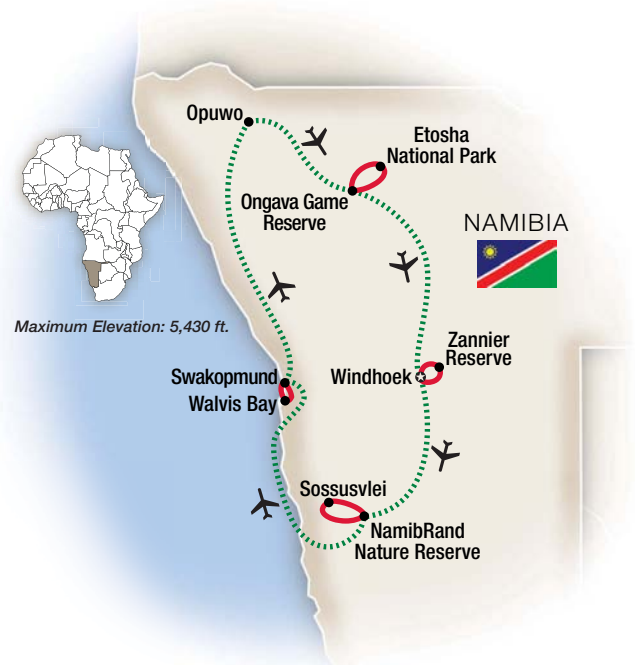 Opuwo
Etosha
National Park
Ongava Game
Reserve
NAMIBIA
Maximum Elevation: 5,430 ft.
Zannier
Reserve
Windhoek
Swakopmund
Walvis Bay
Sossusvlei
NamibRand
Nature Reserve